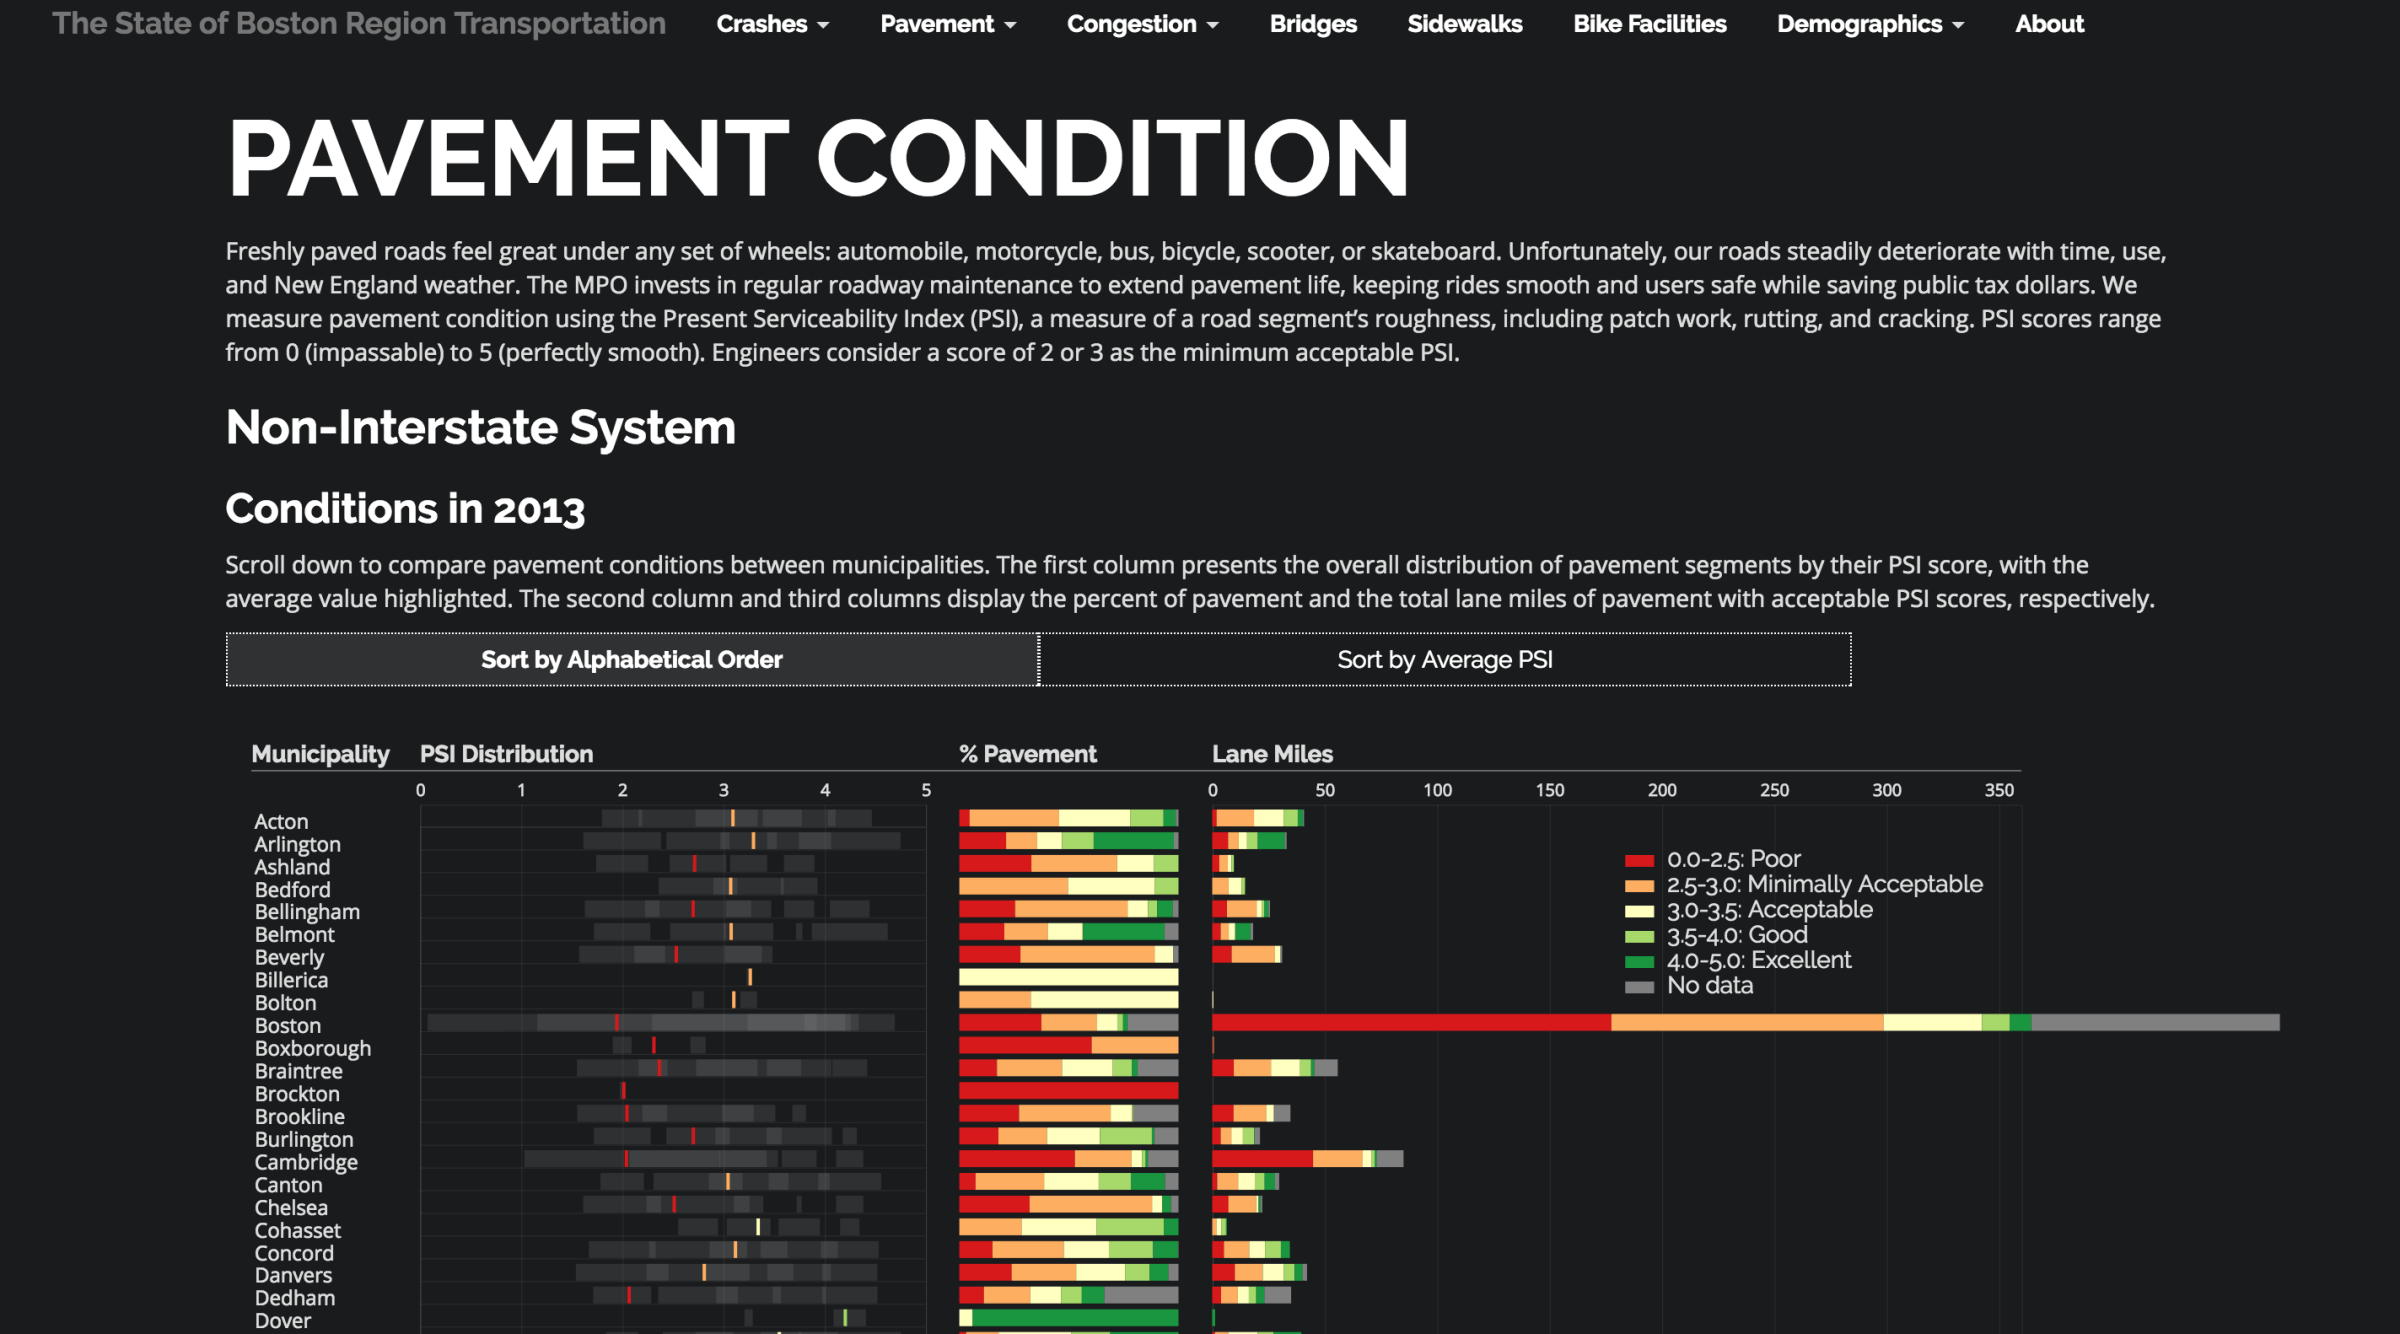 The State of Boston Region Transportation Crashes Pavement Congestion Bridges Sidewalks Bike Facilities Demographics About
PAVEMENT CONDITION
Freshly paved roads feel great under any set of wheels: automobile, motorcycle, bus, bicycle, scooter, or skateboard. Unfortunately, our roads steadily deteriorate with time, use,
and New England weather. The MPO invests in regular roadway maintenance to extend pavement life, keeping rides smooth and users safe while saving public tax dollars. We
measure pavement condition using the Present Serviceability Index (PSI), a measure of a road segment’s roughness, including patch work, rutting, and cracking. PSI scores range
from 0 (impassable) to 5 (perfectly smooth). Engineers consider a score of 2 or 3 as the minimum acceptable PSI.
Non-Interstate System
Conditions in 2013
Scroll down to compare pavement conditions between municipalities. The first column presents the overall distribution of pavement segments by their PSI score, with the
average value highlighted. The second column and third columns display the percent of pavement and the total lane miles of pavement with acceptable PSI scores, respectively.
Sort by Alphabetical Order Sort by Average PSI
Municipality PSI Distribution % Pavement Lane Miles
0 1 2 3 4 5 0 50 100 150 200 250 300 350
Acton
Arlington
Ashland
Bedford
Bellingham
Belmont
Beverly
Billerica
Bolton
Boston
Boxborough
Braintree
Brockton
Brookline
Burlington
Cambridge
Canton
Chelsea
Cohasset
Concord
Danvers
Dedham
Dover
0.0-2.5: Poor
2.5-3.0: Minimally Acceptable
3.0-3.5: Acceptable
3.5-4.0: Good
4.0-5.0: Excellent
No data